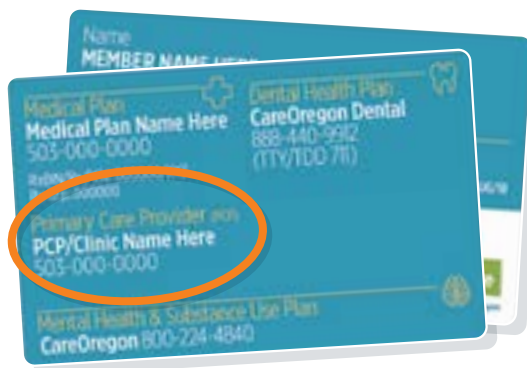 Name
MEMBER NAME
Medical Plan
Medical Plan Name Here
503-000-0000
Dental Health Plan
CareOregon Dental
888-440-9912
(TTY/TDD 711)
Primary Care Provider (PCP)
PCP/Clinic Name Here
503-000-0000
Mental Health & Substance Use Plan
CareOregon 800-224-4840